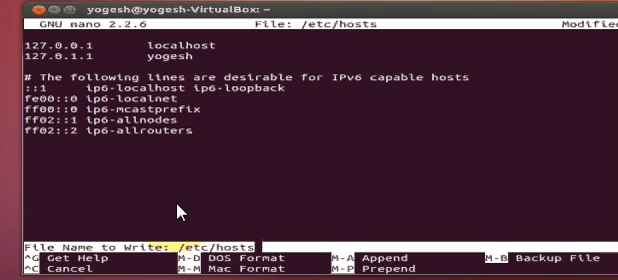 yogesh@yogesh-VirtualBox: ~
GNU nano 2.2.6 File: /etc/hosts Modified
127.0.0.1 localhost
127.0.1.1 yogesh
# The following lines are desirable for IPv6 capable hosts
::1 ip6-localhost ip6-loopback
fe00::0 ip6-localnet
ff00::0 ip6-mcastprefix
ff02::1 ip6-allnodes
ff02::2 ip6-allrouters
File Name to Write: /etc/hosts
^G Get Help M-D DOS Format M-A Append M-B Backup File
^C Cancel M-M Mac Format M-P Prepend